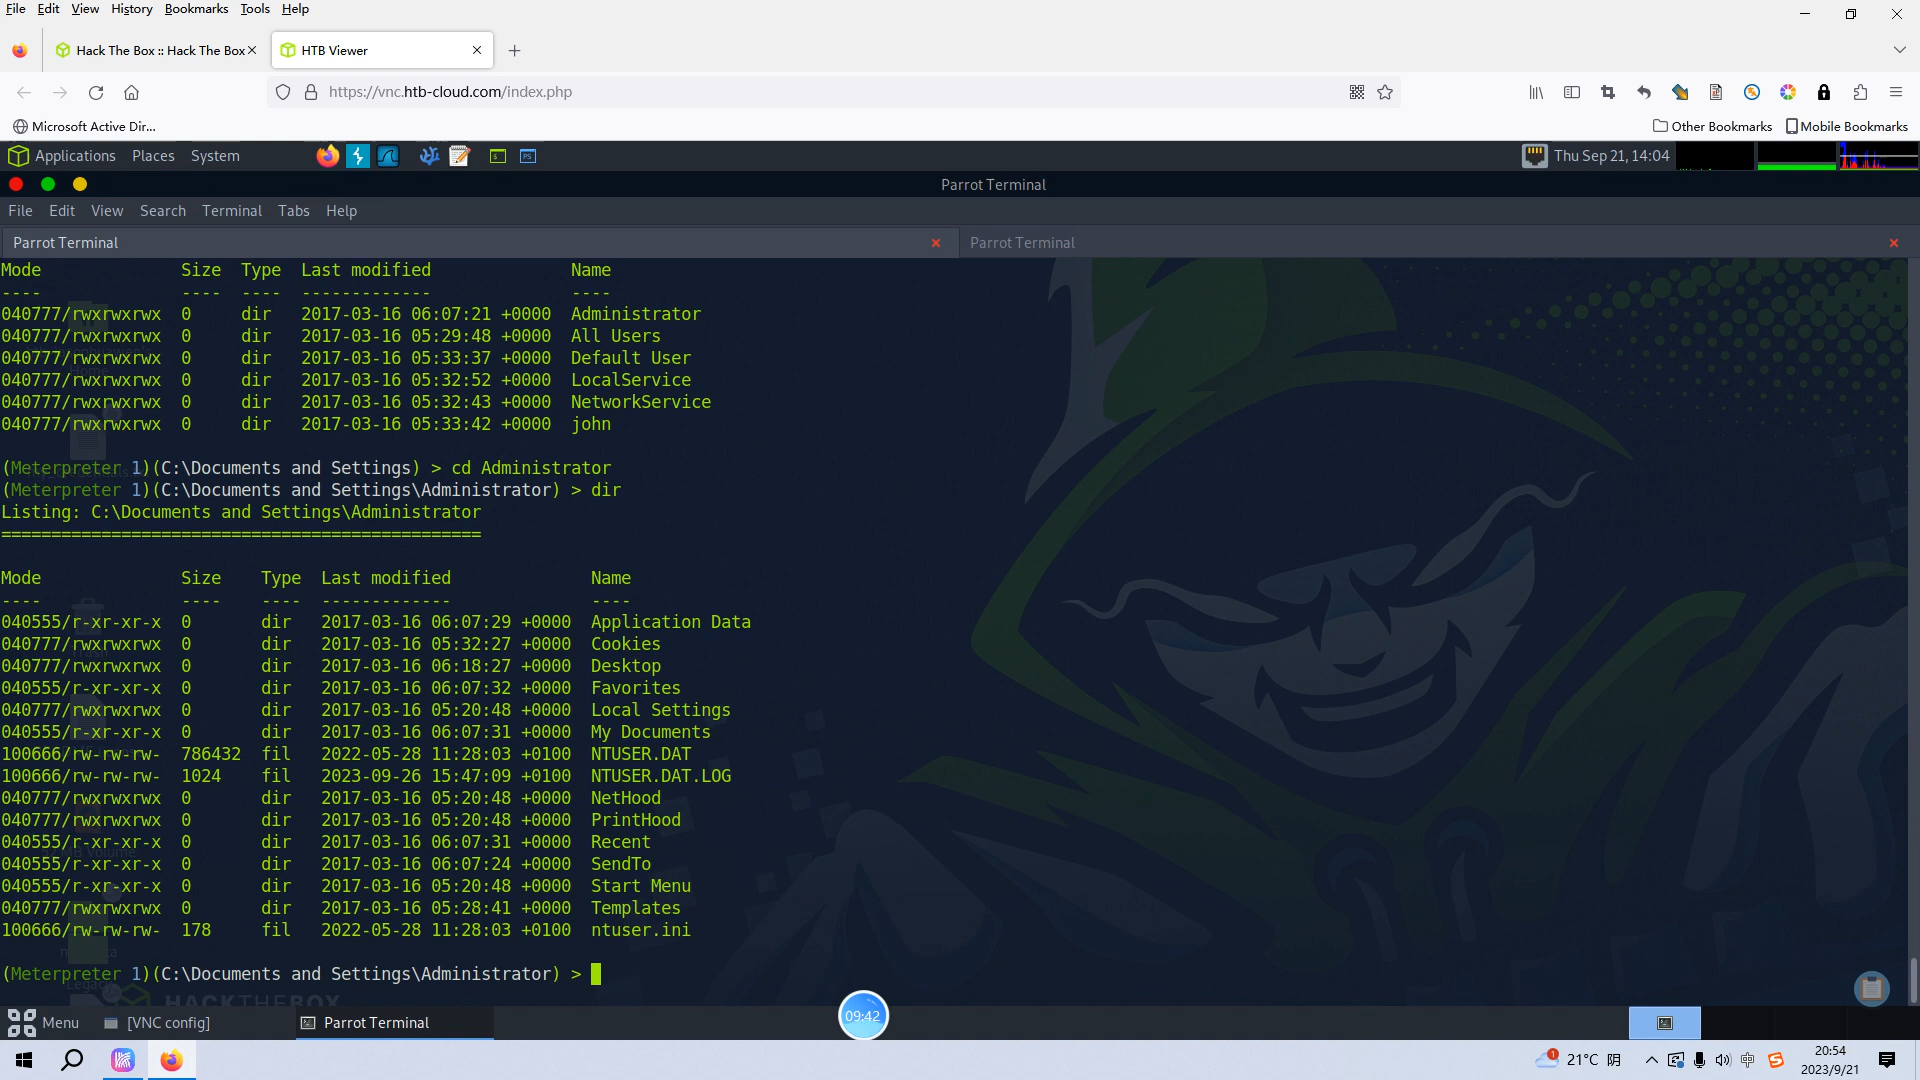 File Edit View History Bookmarks Tools Help
Hack The Box :: Hack The Box
HTB Viewer
https://vnc.htb-cloud.com/index.php
Microsoft Active Dir...
Other Bookmarks
Mobile Bookmarks
Applications Places System
Thu Sep 21, 14:04
Parrot Terminal
File Edit View Search Terminal Tabs Help
Parrot Terminal
Parrot Terminal
Mode Size Type Last modified Name
---- ---- ---- ------------- ----
040777/rwxrwxrwx 0 dir 2017-03-16 06:07:21 +0000 Administrator
040777/rwxrwxrwx 0 dir 2017-03-16 05:29:48 +0000 All Users
040777/rwxrwxrwx 0 dir 2017-03-16 05:33:37 +0000 Default User
040777/rwxrwxrwx 0 dir 2017-03-16 05:32:52 +0000 LocalService
040777/rwxrwxrwx 0 dir 2017-03-16 05:32:43 +0000 NetworkService
040777/rwxrwxrwx 0 dir 2017-03-16 05:33:42 +0000 john
(Meterpreter 1)(C:\Documents and Settings) > cd Administrator
(Meterpreter 1)(C:\Documents and Settings\Administrator) > dir
Listing: C:\Documents and Settings\Administrator
================================================
Mode Size Type Last modified Name
---- ---- ---- ------------- ----
040555/r-xr-xr-x 0 dir 2017-03-16 06:07:29 +0000 Application Data
040777/rwxrwxrwx 0 dir 2017-03-16 05:32:27 +0000 Cookies
040777/rwxrwxrwx 0 dir 2017-03-16 06:18:27 +0000 Desktop
040555/r-xr-xr-x 0 dir 2017-03-16 06:07:32 +0000 Favorites
040777/rwxrwxrwx 0 dir 2017-03-16 05:20:48 +0000 Local Settings
040555/r-xr-xr-x 0 dir 2017-03-16 06:07:31 +0000 My Documents
100666/rw-rw-rw- 786432 fil 2022-05-28 11:28:03 +0100 NTUSER.DAT
100666/rw-rw-rw- 1024 fil 2023-09-26 15:47:09 +0100 NTUSER.DAT.LOG
040777/rwxrwxrwx 0 dir 2017-03-16 05:20:48 +0000 NetHood
040777/rwxrwxrwx 0 dir 2017-03-16 05:20:48 +0000 PrintHood
040555/r-xr-xr-x 0 dir 2017-03-16 06:07:31 +0000 Recent
040555/r-xr-xr-x 0 dir 2017-03-16 06:07:24 +0000 SendTo
040555/r-xr-xr-x 0 dir 2017-03-16 05:20:48 +0000 Start Menu
040777/rwxrwxrwx 0 dir 2017-03-16 05:28:41 +0000 Templates
100666/rw-rw-rw- 178 fil 2022-05-28 11:28:03 +0100 ntuser.ini
(Meterpreter 1)(C:\Documents and Settings\Administrator) >
HACKTHEBOX
Menu
[VNC config]
Parrot Terminal
09:42
1
21°C 阴
中
20:54
2023/9/21